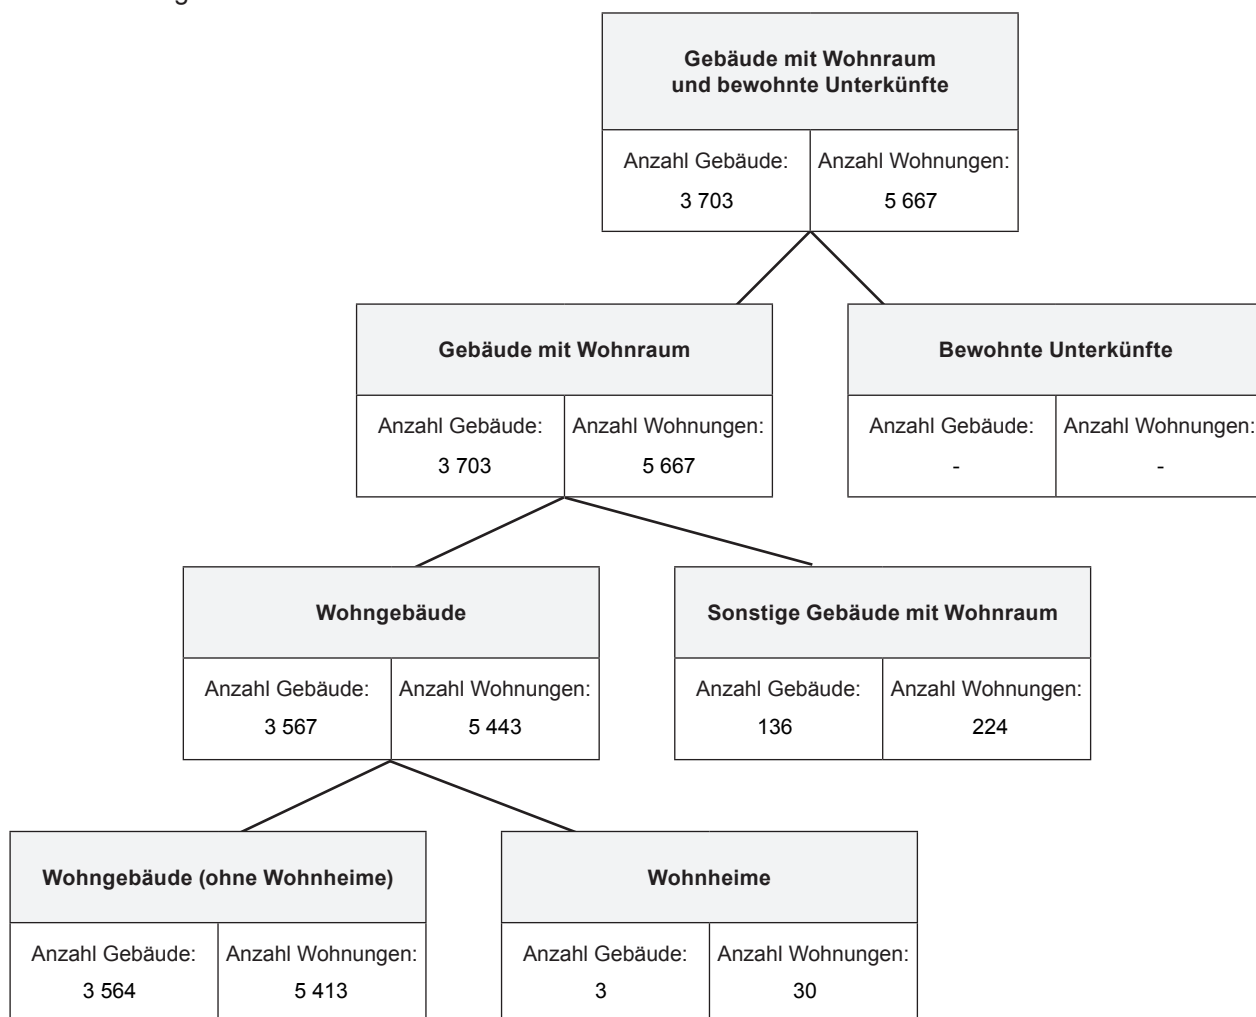 Gebäude mit Wohnraum
und bewohnte Unterkünfte
Anzahl Gebäude: Anzahl Wohnungen:
3 703 5 667
Gebäude mit Wohnraum Bewohnte Unterkünfte
Anzahl Gebäude: Anzahl Wohnungen: Anzahl Gebäude: Anzahl Wohnungen:
3 703 5 667 - -
Wohngebäude Sonstige Gebäude mit Wohnraum
Anzahl Gebäude: Anzahl Wohnungen: Anzahl Gebäude: Anzahl Wohnungen:
3 567 5 443 136 224
Wohngebäude (ohne Wohnheime) Wohnheime
Anzahl Gebäude: Anzahl Wohnungen: Anzahl Gebäude: Anzahl Wohnungen:
3 564 5 413 3 30